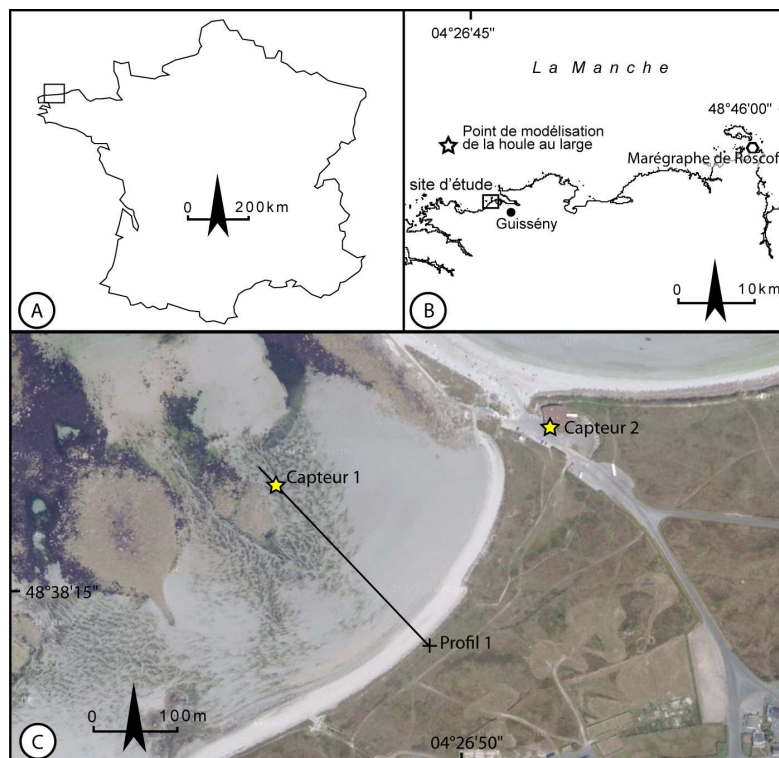 0 200km
A
04°26'45"
La Manche
48°46'00"
Point de modélisation
de la houle au large
Marégraphe de Roscof
site d'étude
Guissény
0 10km
B
Capteur 2
Capteur 1
48°38'15"
Profil 1
0 100m
04°26'50"
C